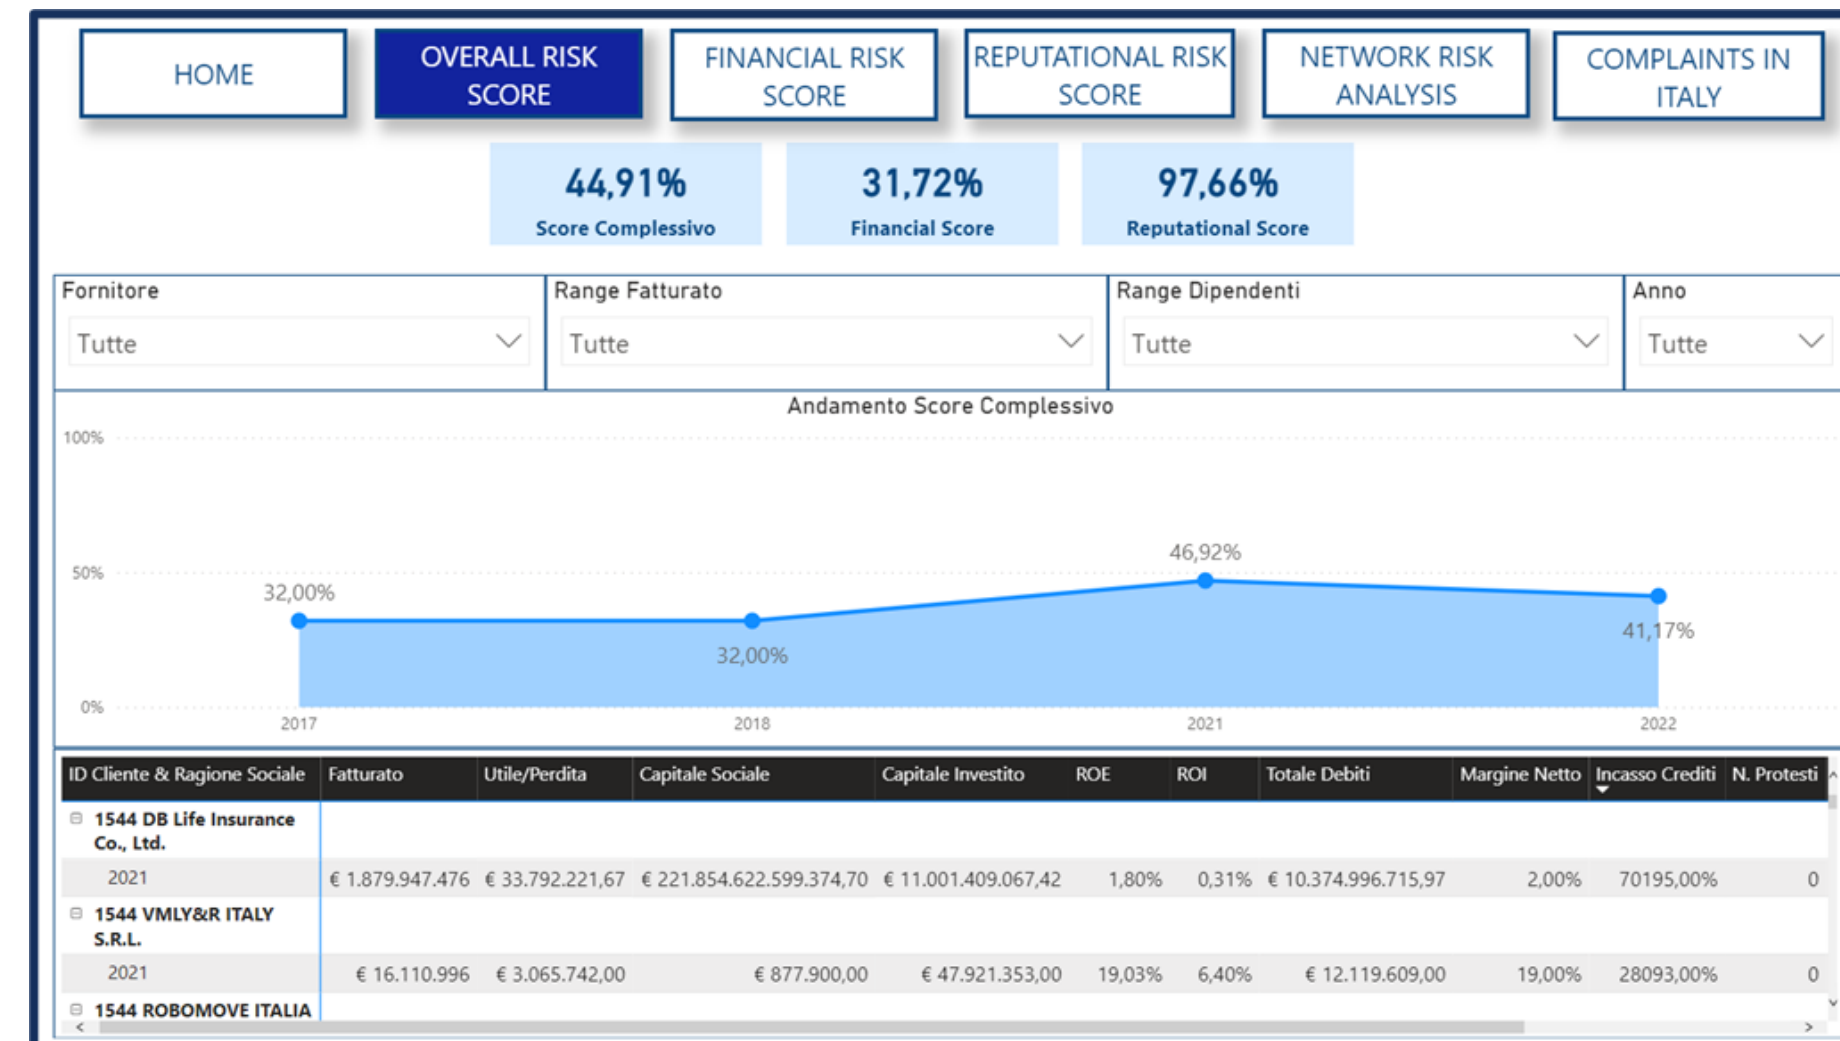 HOME
OVERALL RISK
SCORE
FINANCIAL RISK
SCORE
REPUTATIONAL RISK
SCORE
NETWORK RISK
ANALYSIS
COMPLAINTS IN
ITALY
44,91%
Score Complessivo
31,72%
Financial Score
97,66%
Reputational Score
Fornitore
Tutte
Range Fatturato
Tutte
Range Dipendenti
Tutte
Anno
Tutte
Andamento Score Complessivo
100%
50%
0%
32,00%
32,00%
46,92%
41,17%
2017 2018 2021 2022
ID Cliente & Ragione Sociale Fatturato Utile/Perdita Capitale Sociale Capitale Investito ROE ROI Totale Debiti Margine Netto Incasso Crediti N. Protesti
1544 DB Life Insurance
Co., Ltd.
2021 € 1.879.947.476 € 33.792.221,67 € 221.854.622.599.374,70 € 11.001.409.067,42 1,80% 0,31% € 10.374.996.715,97 2,00% 70195,00% 0
1544 VMLY&R ITALY
S.R.L.
2021 € 16.110.996 € 3.065.742,00 € 877.900,00 € 47.921.353,00 19,03% 6,40% € 12.119.609,00 19,00% 28093,00% 0
1544 ROBOMOVE ITALIA